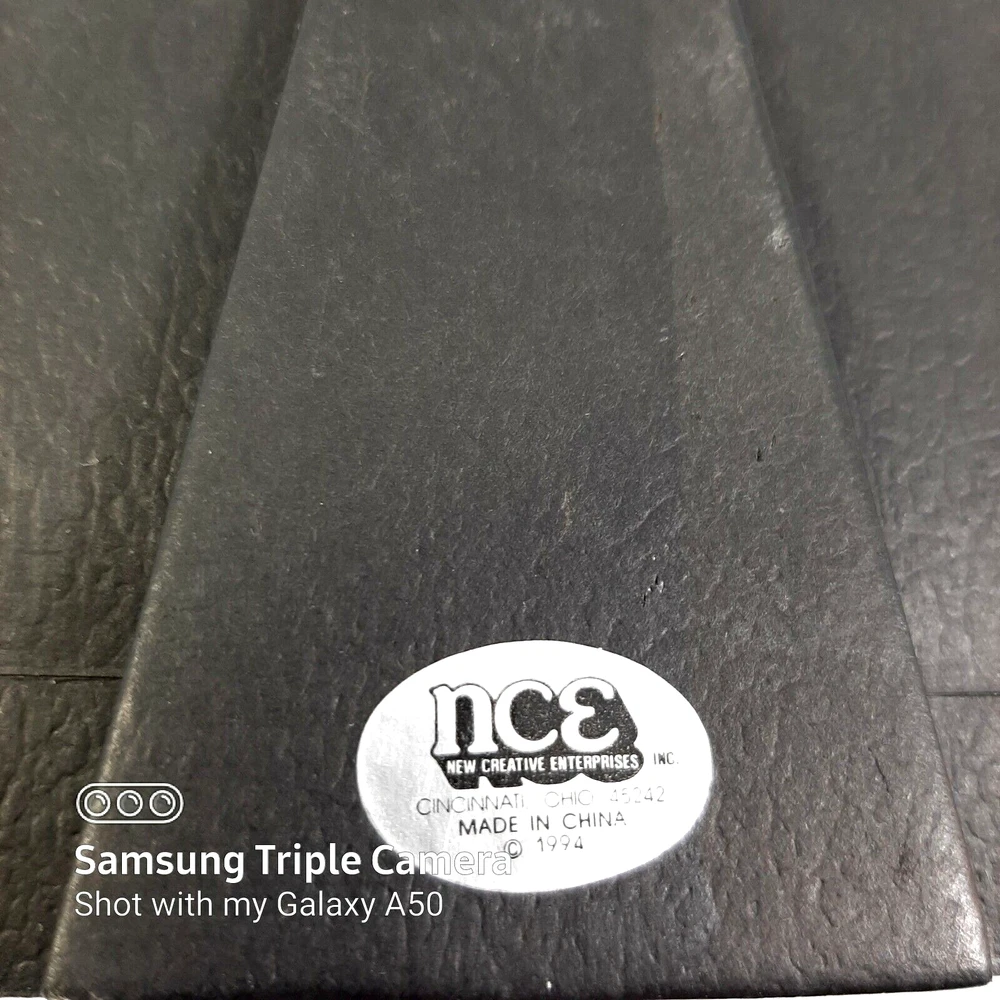 nce
NEW CREATIVE ENTERPRISES INC.
CINCINNATI OHIO 45242
MADE IN CHINA
© 1994
Samsung Triple Camera
Shot with my Galaxy A50